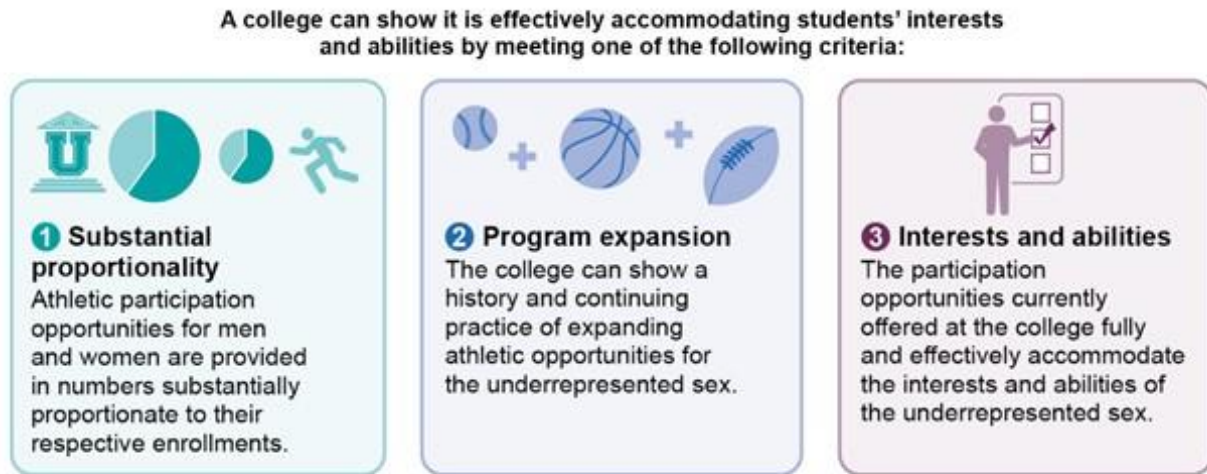 A college can show it is effectively accommodating students' interests
and abilities by meeting one of the following criteria:
U
1 Substantial
proportionality
Athletic participation
opportunities for men
and women are provided
in numbers substantially
proportionate to their
respective enrollments.
2 Program expansion
The college can show a
history and continuing
practice of expanding
athletic opportunities for
the underrepresented sex.
3 Interests and abilities
The participation
opportunities currently
offered at the college fully
and effectively accommodate
the interests and abilities of
the underrepresented sex.